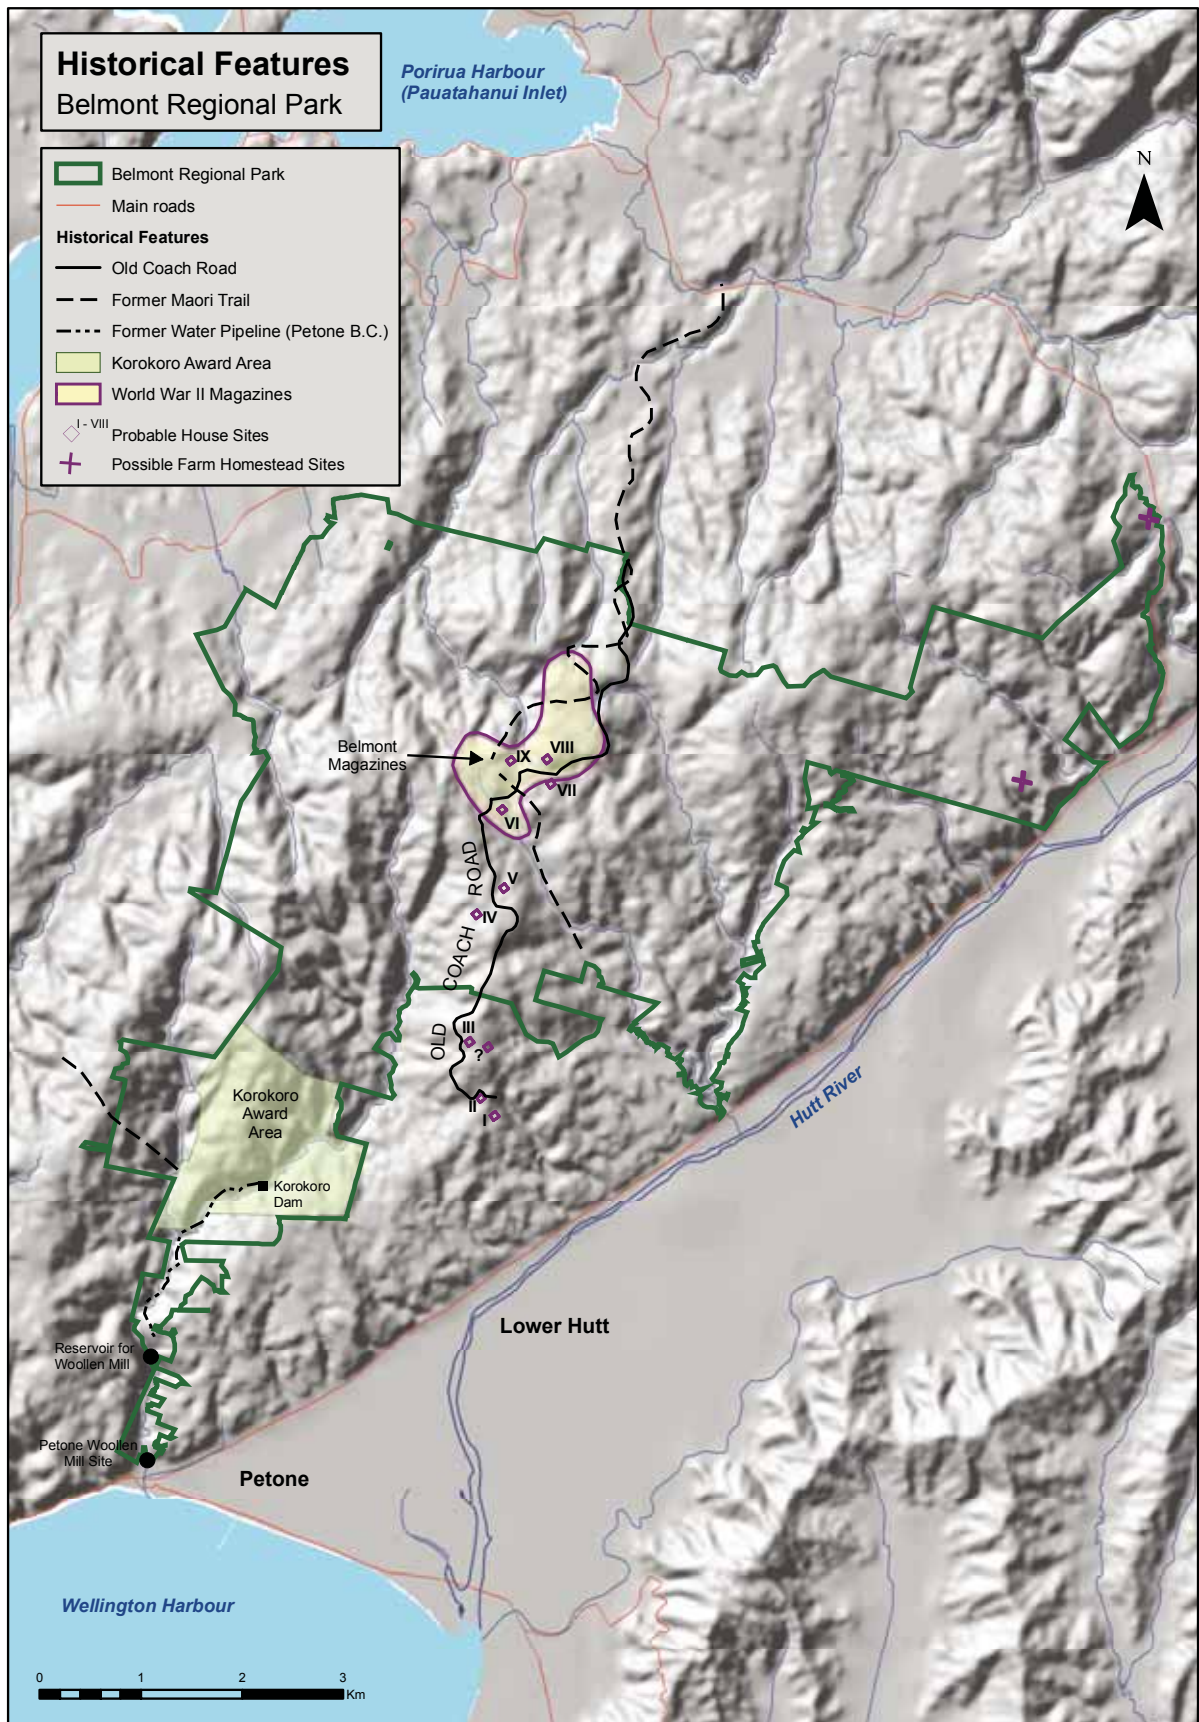 Historical Features
Belmont Regional Park
Porirua Harbour
(Pauatahanui Inlet)
N
Belmont Regional Park
Main roads
Historical Features
Old Coach Road
Former Maori Trail
Former Water Pipeline (Petone B.C.)
Korokoro Award Area
World War II Magazines
I - VIII
Probable House Sites
Possible Farm Homestead Sites
Belmont
Magazines
IX
VIII
VII
VI
V
IV
OLD COACH ROAD
III
?
II
I
Korokoro
Award
Area
Korokoro
Dam
Hutt River
Lower Hutt
Reservoir for
Woollen Mill
Petone Woollen
Mill Site
Petone
Wellington Harbour
0 1 2 3
Km